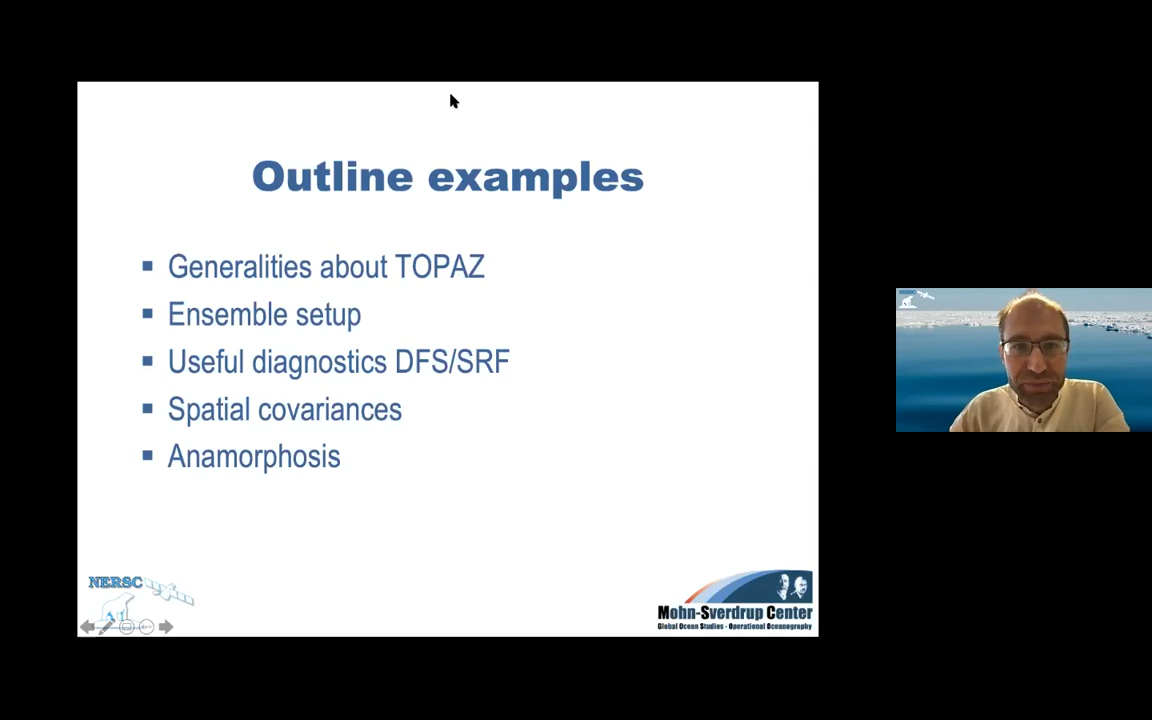 Outline examples
▪ Generalities about TOPAZ
▪ Ensemble setup
▪ Useful diagnostics DFS/SRF
▪ Spatial covariances
▪ Anamorphosis
NERSC
Mohn-Sverdrup Center
Global Ocean Studies - Operational Oceanography